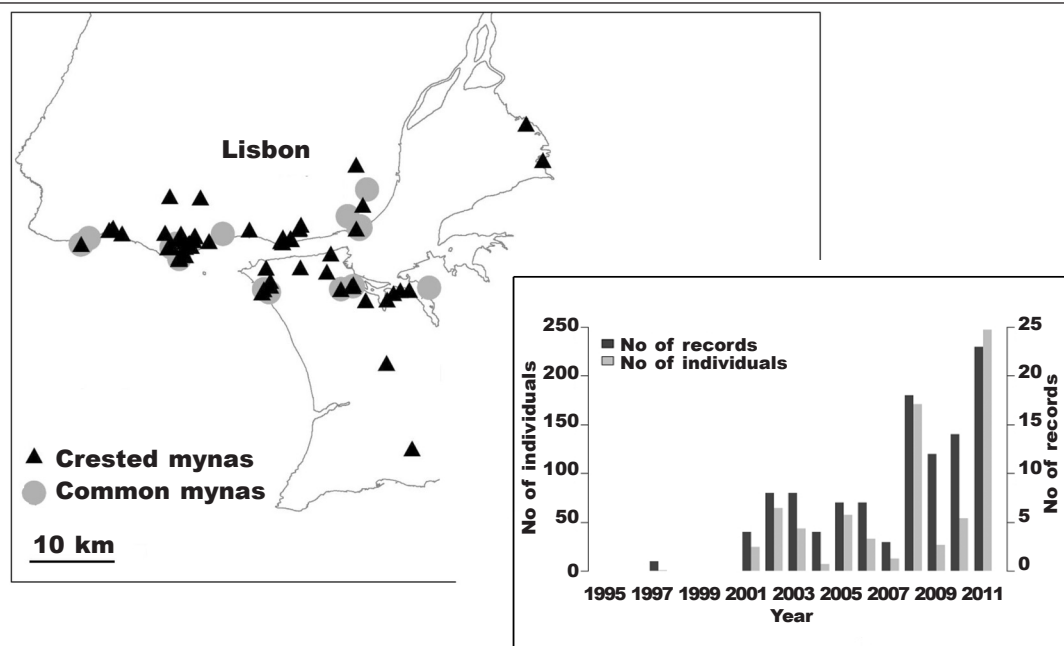 Lisbon
Crested mynas
Common mynas
10 km
No of records
No of individuals
No of individuals
250
200
150
100
50
0
No of records
25
20
15
10
5
0
1995 1997 1999 2001 2003 2005 2007 2009 2011
Year